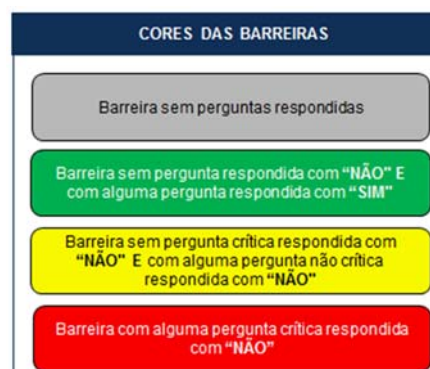 CORES DAS BARREIRAS
Barreira sem perguntas respondidas
Barreira sem pergunta respondida com “NÃO” E
com alguma pergunta respondida com “SIM”
Barreira sem pergunta crítica respondida com
“NÃO” E com alguma pergunta não crítica
respondida com “NÃO”
Barreira com alguma pergunta crítica respondida
com “NÃO”